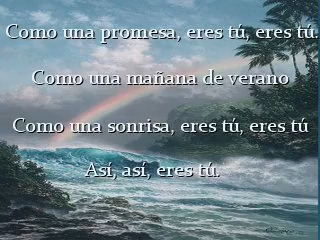 Como una promesa, eres tú, eres tú.
Como una mañana de verano
Como una sonrisa, eres tú, eres tú
Así, así, eres tú.